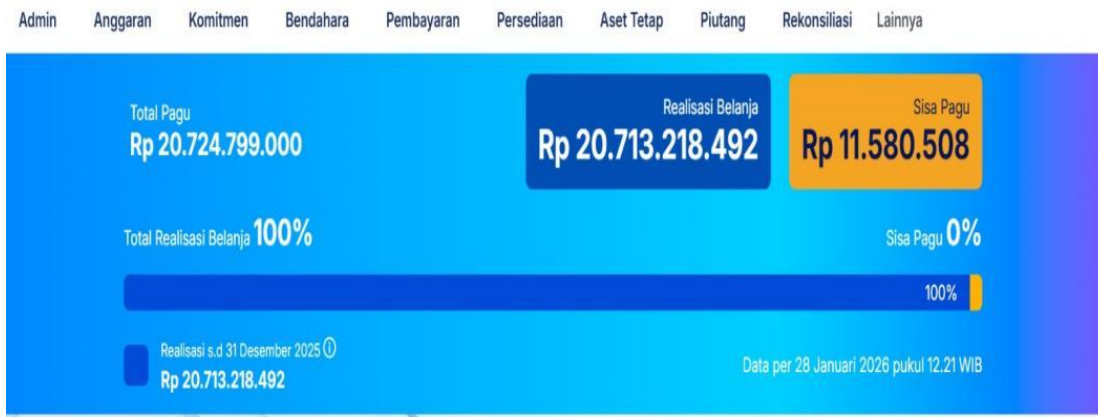 Admin Anggaran Komitmen Bendahara Pembayaran Persediaan Aset Tetap Piutang Rekonsiliasi Lainnya
Total Pagu
Rp 20.724.799.000
Realisasi Belanja
Rp 20.713.218.492
Sisa Pagu
Rp 11.580.508
Total Realisasi Belanja 100%
Sisa Pagu 0%
100%
Realisasi s.d 31 Desember 2025
Rp 20.713.218.492
Data per 28 Januari 2026 pukul 12.21 WIB